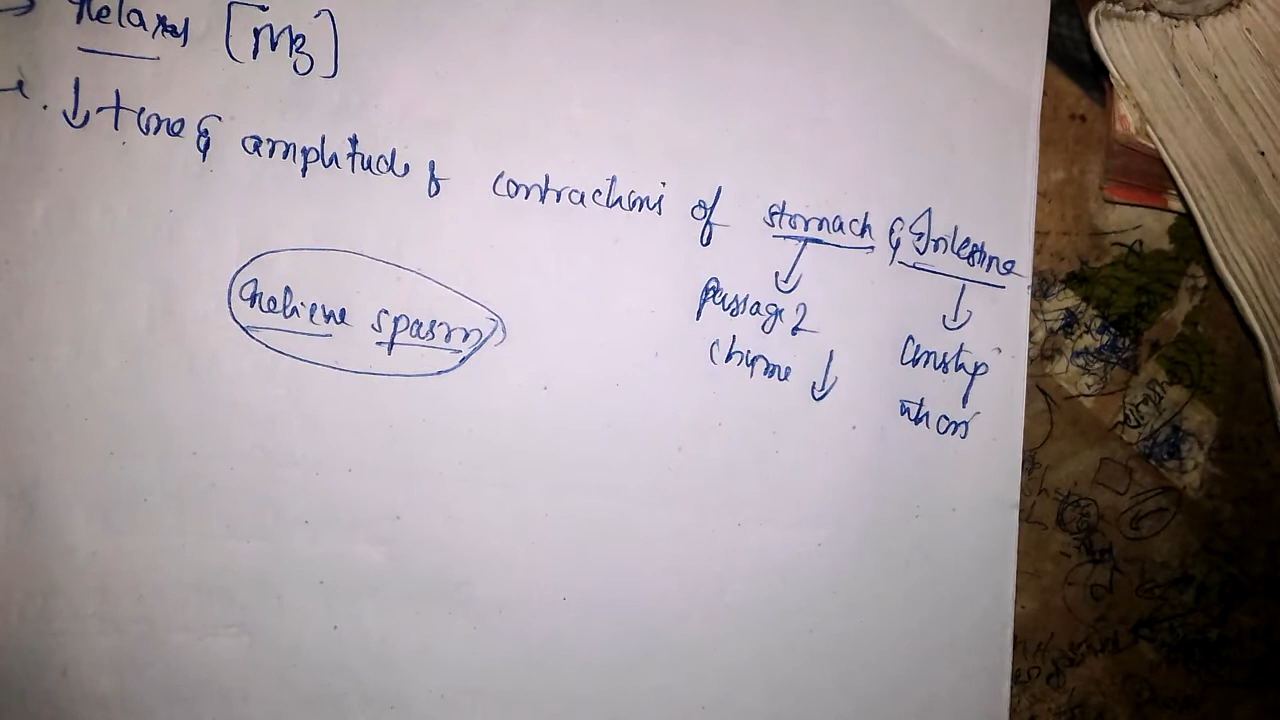 → Relaxes [M3]
↓ tone & amplitude of contractions of stomach & Intestine
Relieve spasm
↓ ↓
passage 2
chyme ↓
Constip
ation